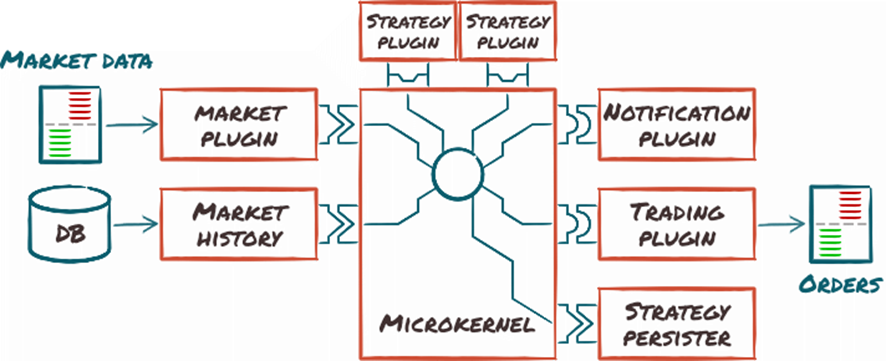 STRATEGY
PLUGIN
STRATEGY
PLUGIN
MARKET DATA
MARKET
PLUGIN
NOTIFICATION
PLUGIN
DB
MARKET
HISTORY
TRADING
PLUGIN
ORDERS
MICROKERNEL
STRATEGY
PERSISTER